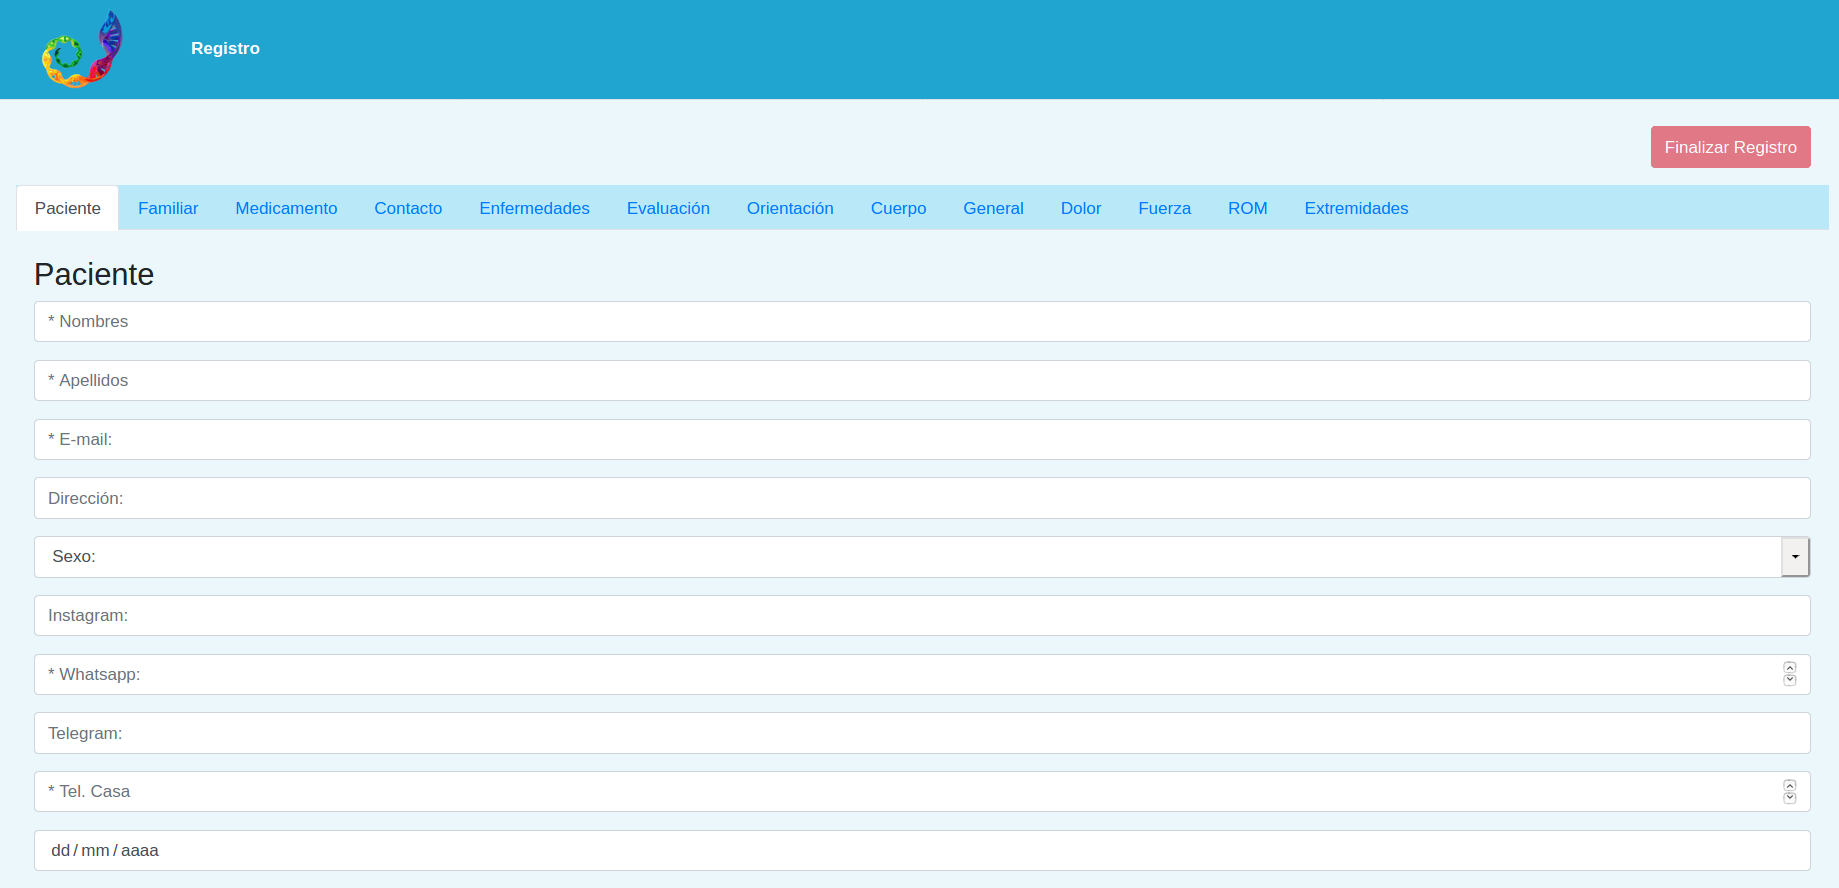 Registro
Finalizar Registro
Paciente Familiar Medicamento Contacto Enfermedades Evaluación Orientación Cuerpo General Dolor Fuerza ROM Extremidades
Paciente
* Nombres
* Apellidos
* E-mail:
Dirección:
Sexo:
Instagram:
* Whatsapp:
Telegram:
* Tel. Casa
dd/mm/aaaa